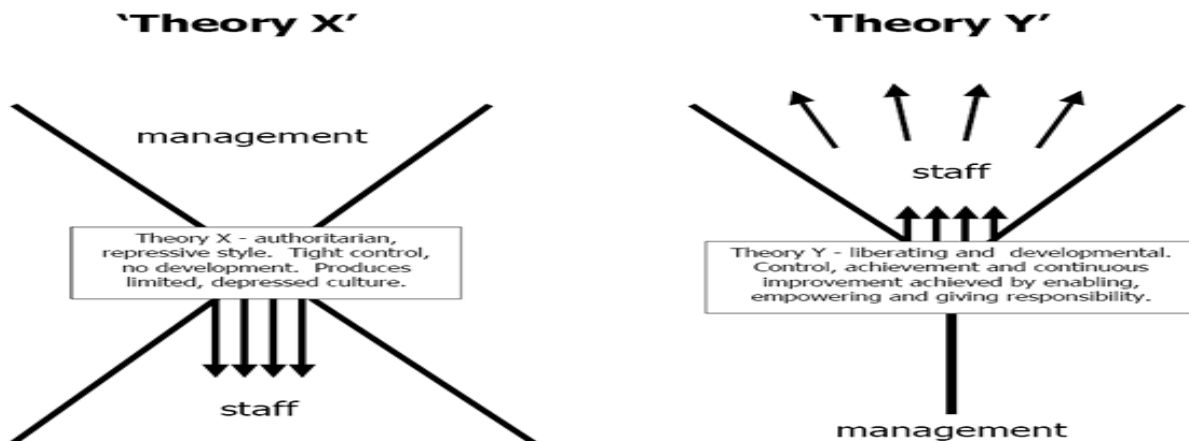 ‘Theory X’
management
Theory X - authoritarian,
repressive style. Tight control,
no development. Produces
limited, depressed culture.
staff
‘Theory Y’
staff
Theory Y - liberating and developmental.
Control, achievement and continuous
improvement achieved by enabling,
empowering and giving responsibility.
management